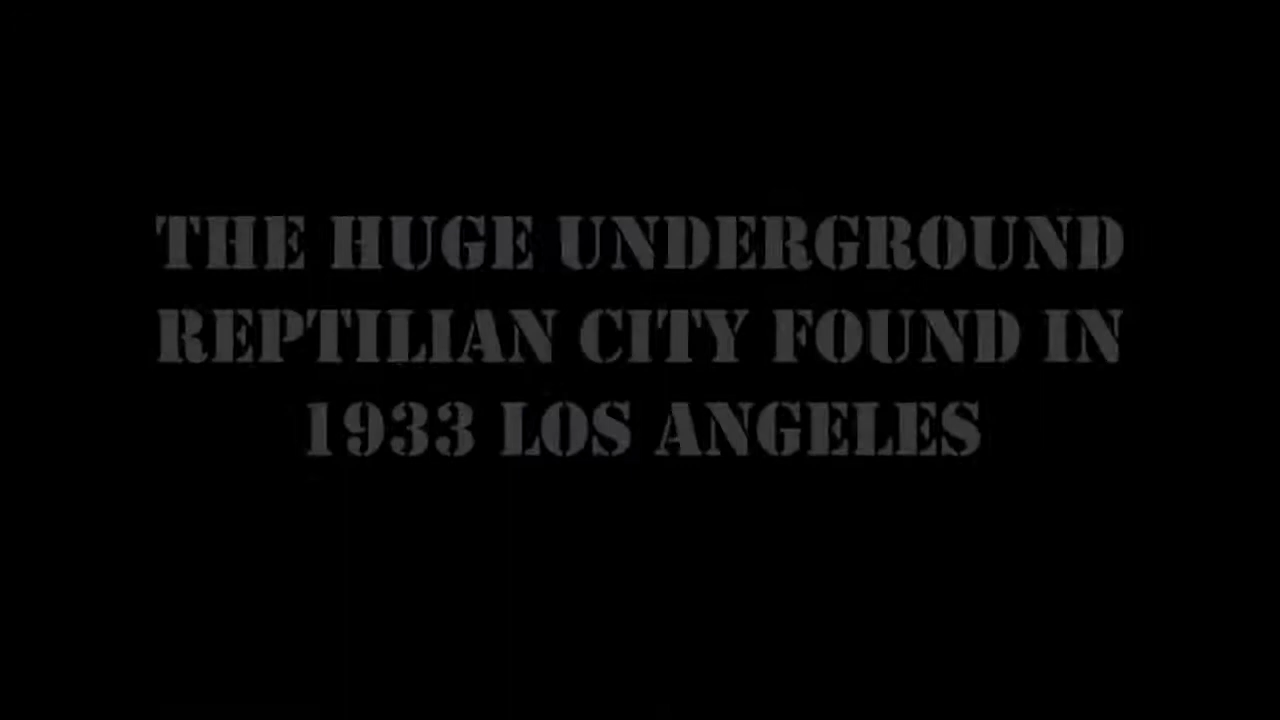 THE HUGE UNDERGROUND
REPTILIAN CITY FOUND IN
1933 LOS ANGELES